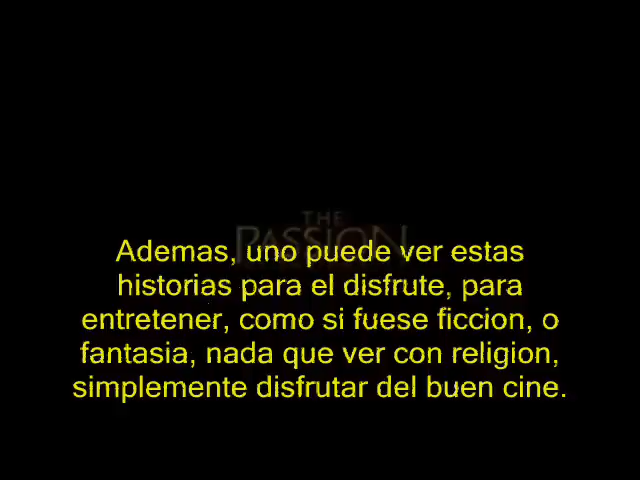 THE
PASSION
Ademas, uno puede ver estas
historias para el disfrute, para
entretener, como si fuese ficcion, o
fantasia, nada que ver con religion,
simplemente disfrutar del buen cine.